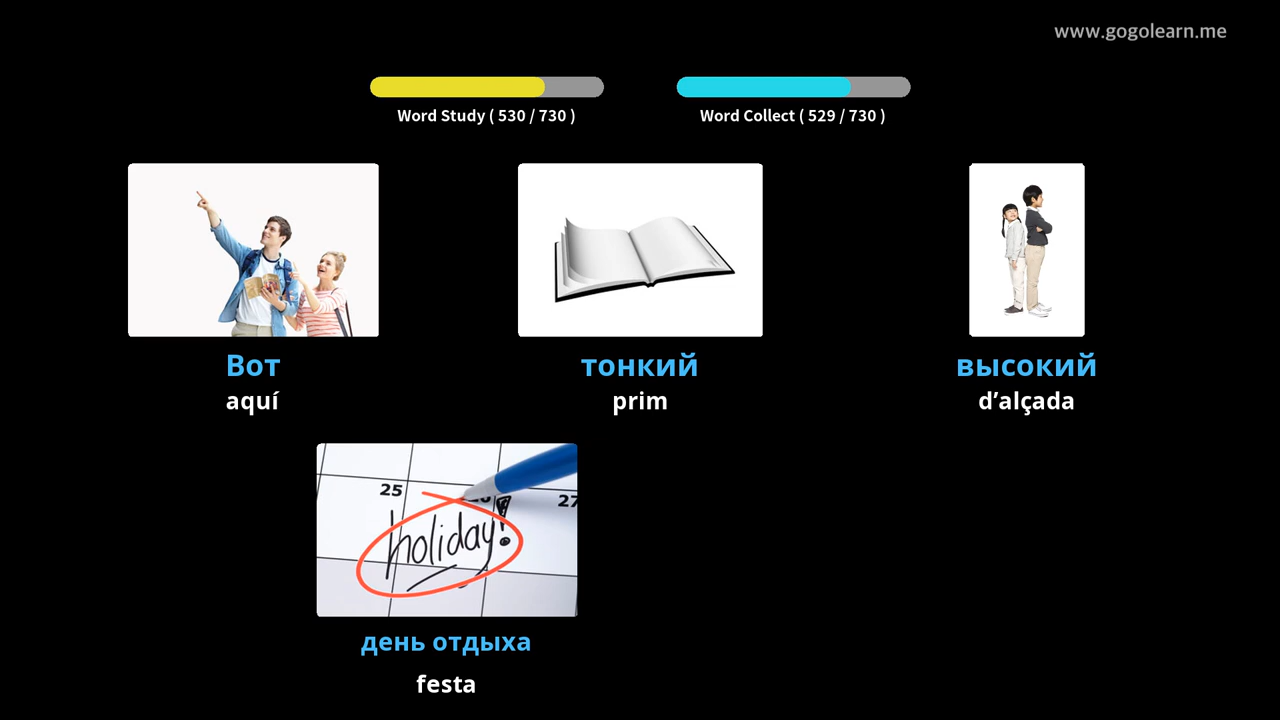 www.gogolearn.me
Word Study ( 530 / 730 )
Word Collect ( 529 / 730 )
Вот
aquí
тонкий
prim
высокий
d’alçada
25
27
holiday!
день отдыха
festa